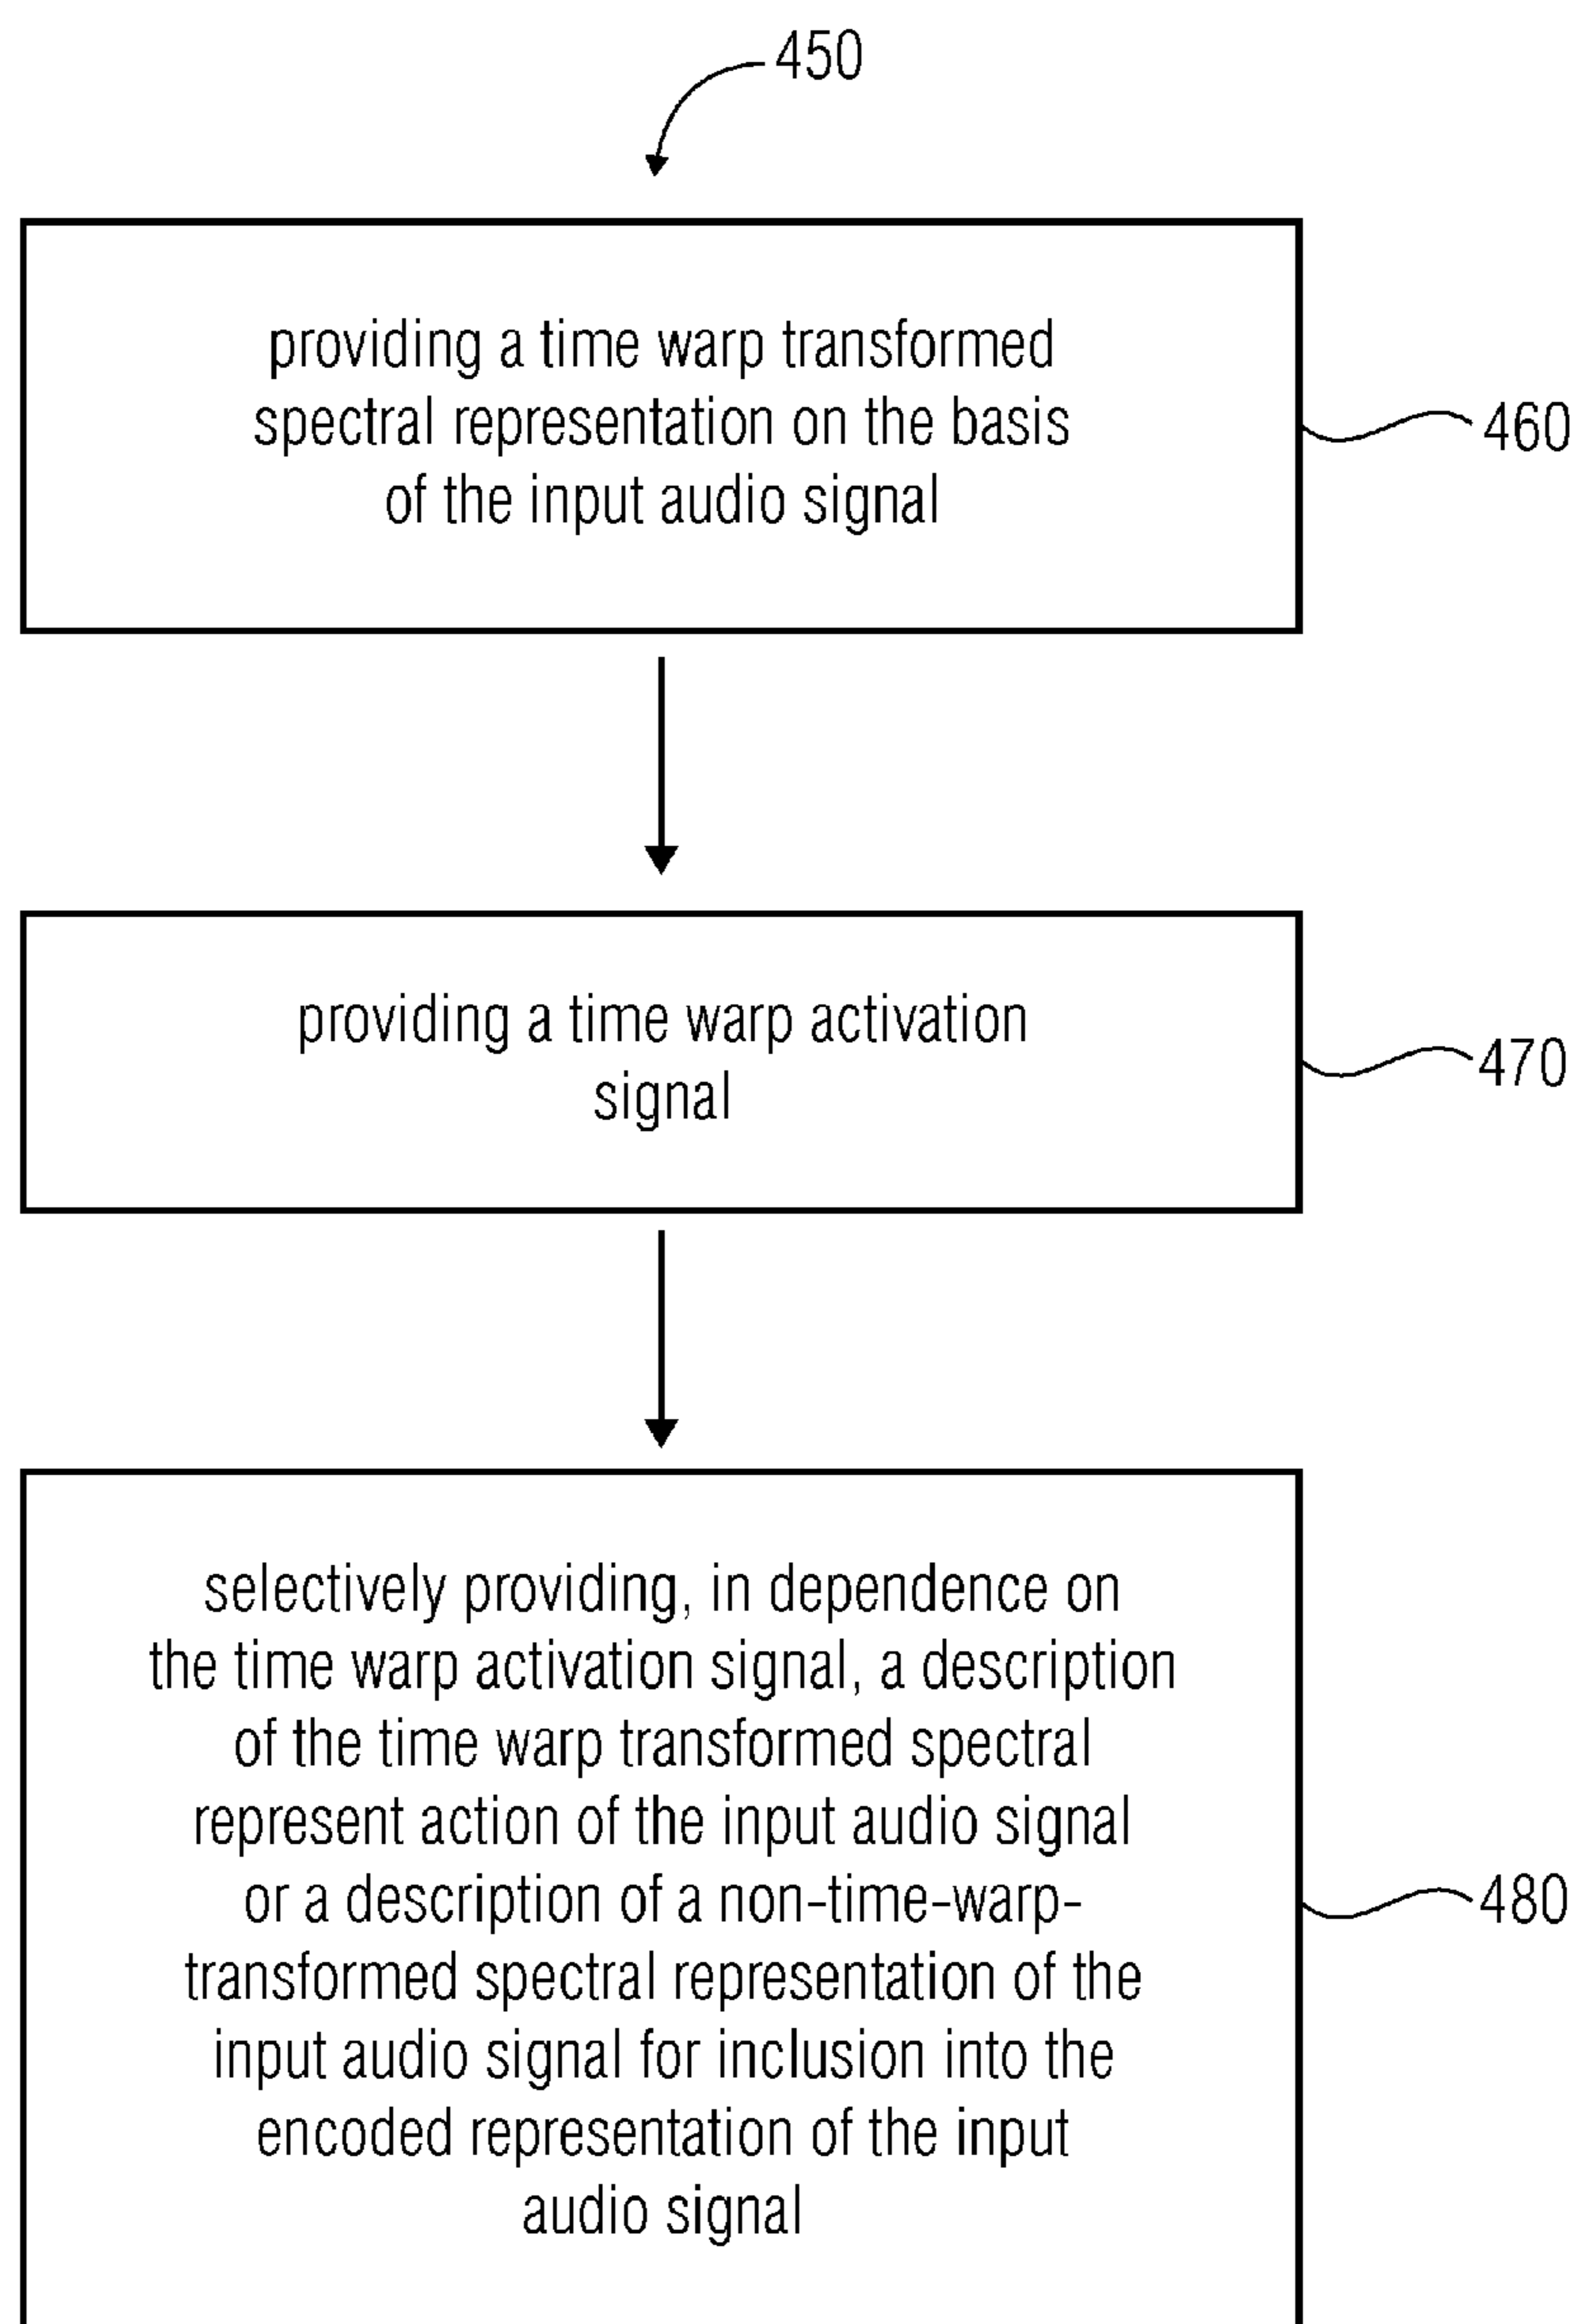 450
providing a time warp transformed
spectral representation on the basis
of the input audio signal
460
providing a time warp activation
signal
470
selectively providing, in dependence on
the time warp activation signal, a description
of the time warp transformed spectral
represent action of the input audio signal
or a description of a non-time-warp-
transformed spectral representation of the
input audio signal for inclusion into the
encoded representation of the input
audio signal
480